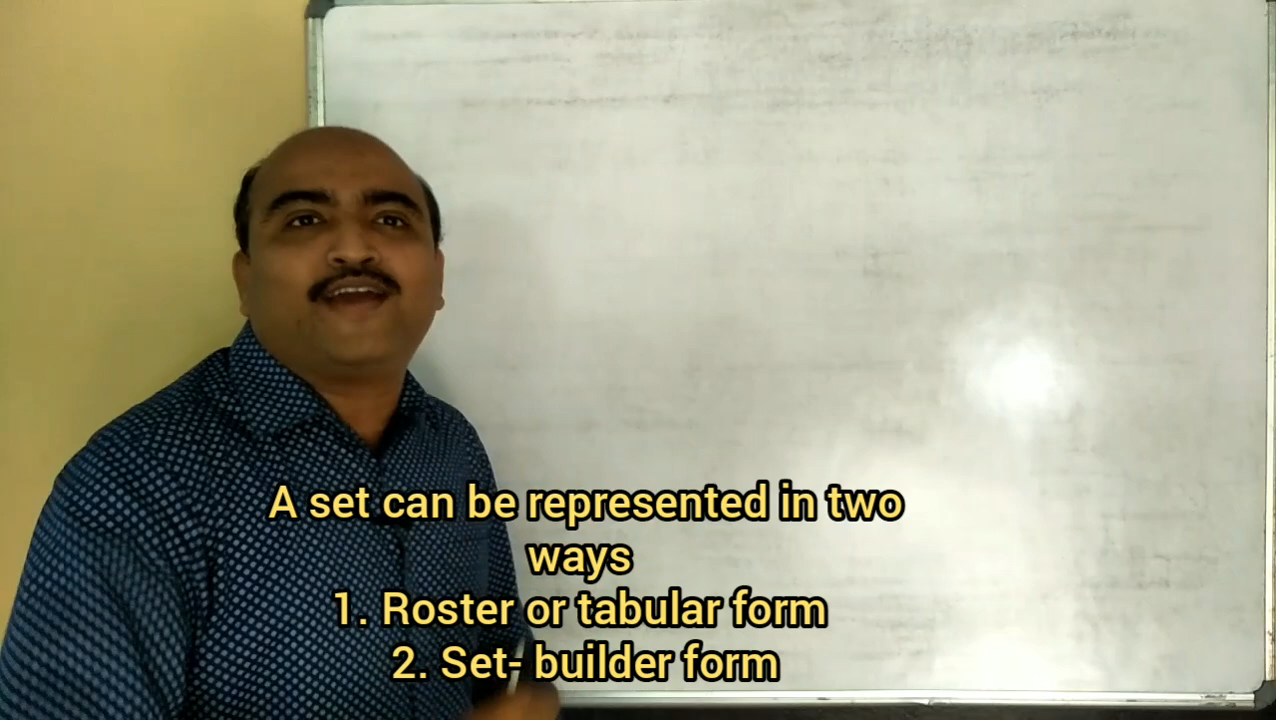 A set can be represented in two
ways
1. Roster or tabular form
2. Set- builder form